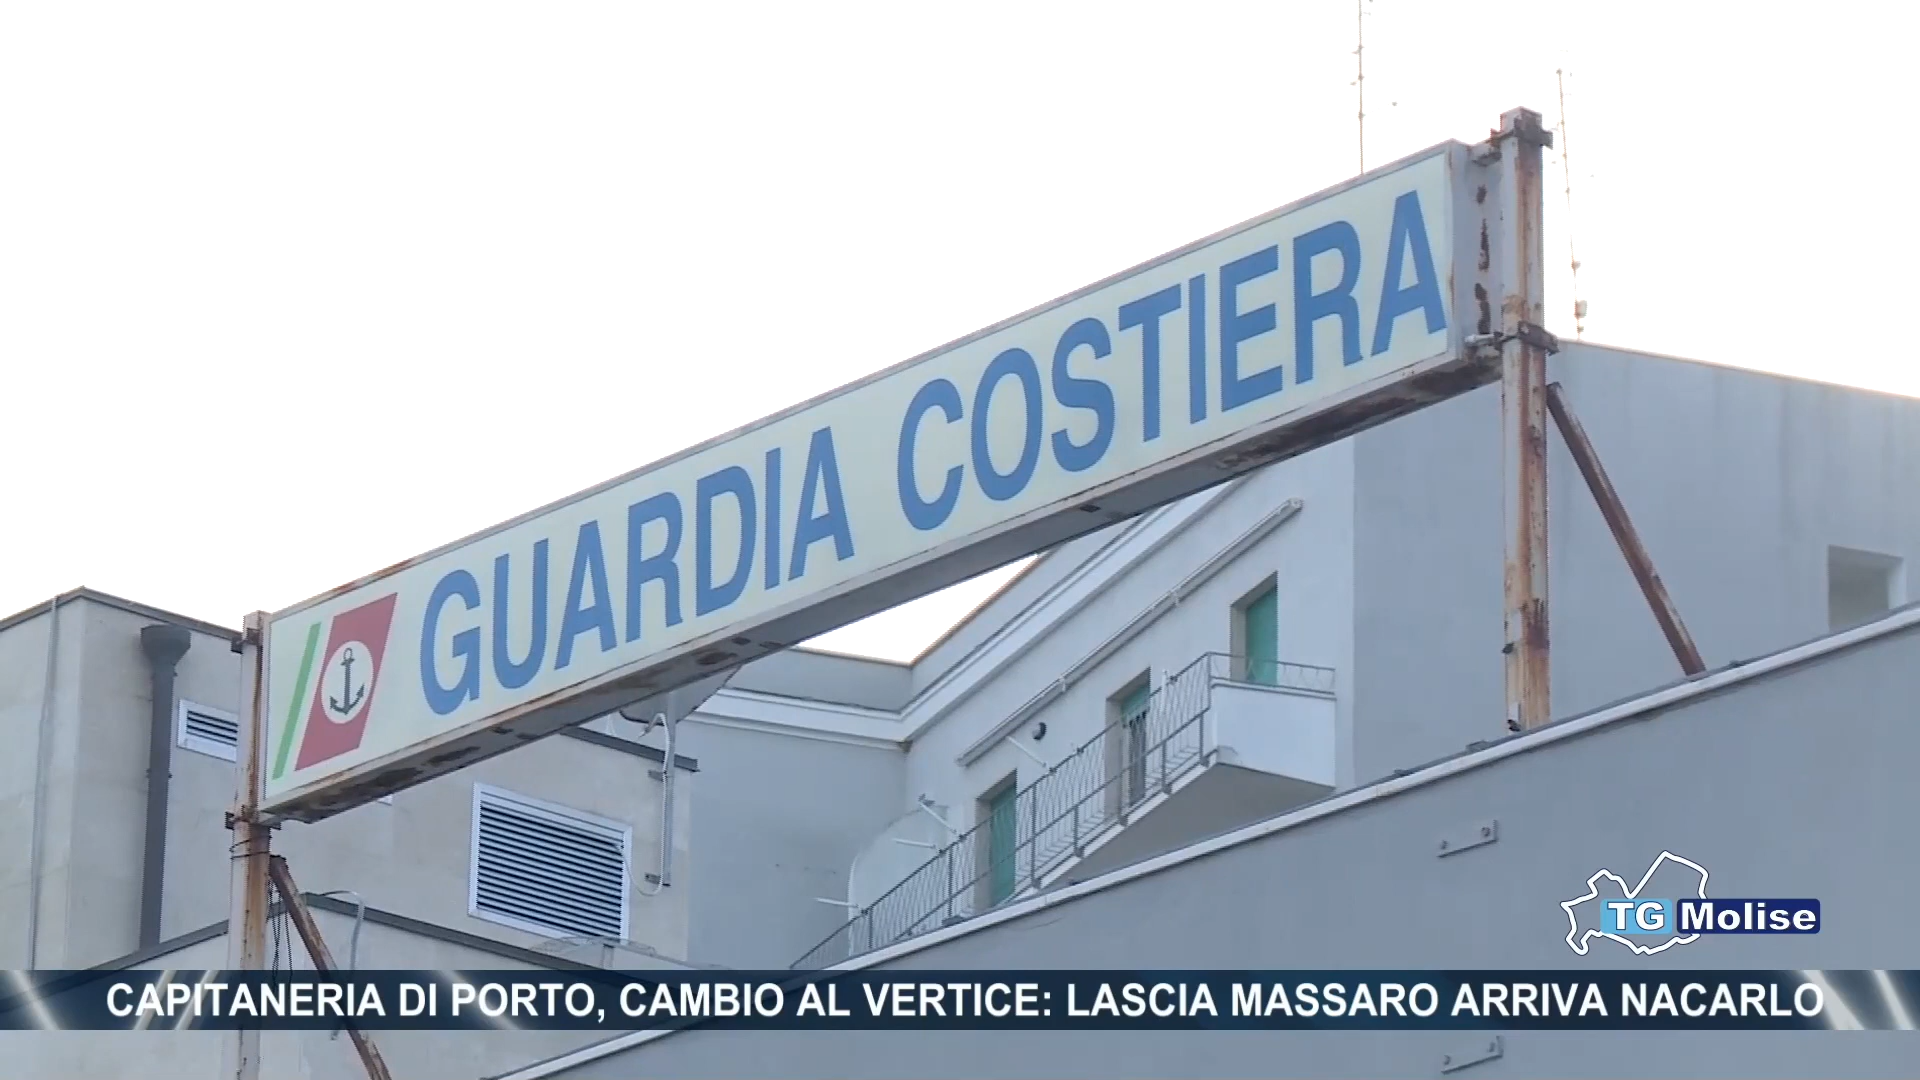 GUARDIA COSTIERA
TG Molise
CAPITANERIA DI PORTO, CAMBIO AL VERTICE: LASCIA MASSARO ARRIVA NACARLO